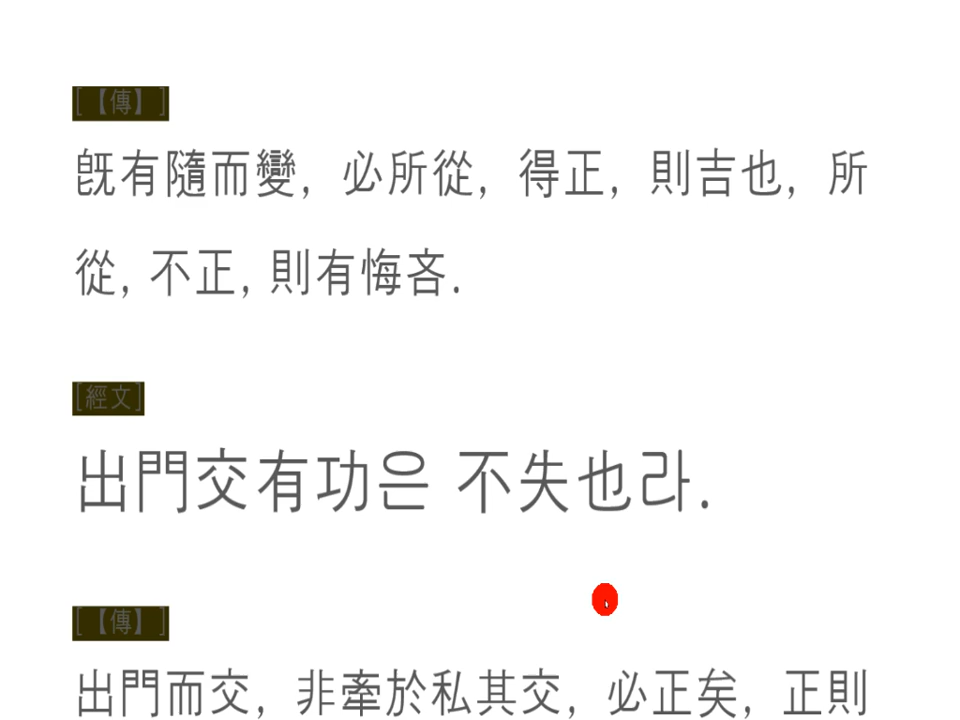 [【傳】]
旣有隨而變, 必所從, 得正, 則吉也, 所
從, 不正, 則有悔吝.
[經文]
出門交有功은 不失也라.
[【傳】]
出門而交, 非牽於私其交, 必正矣, 正則